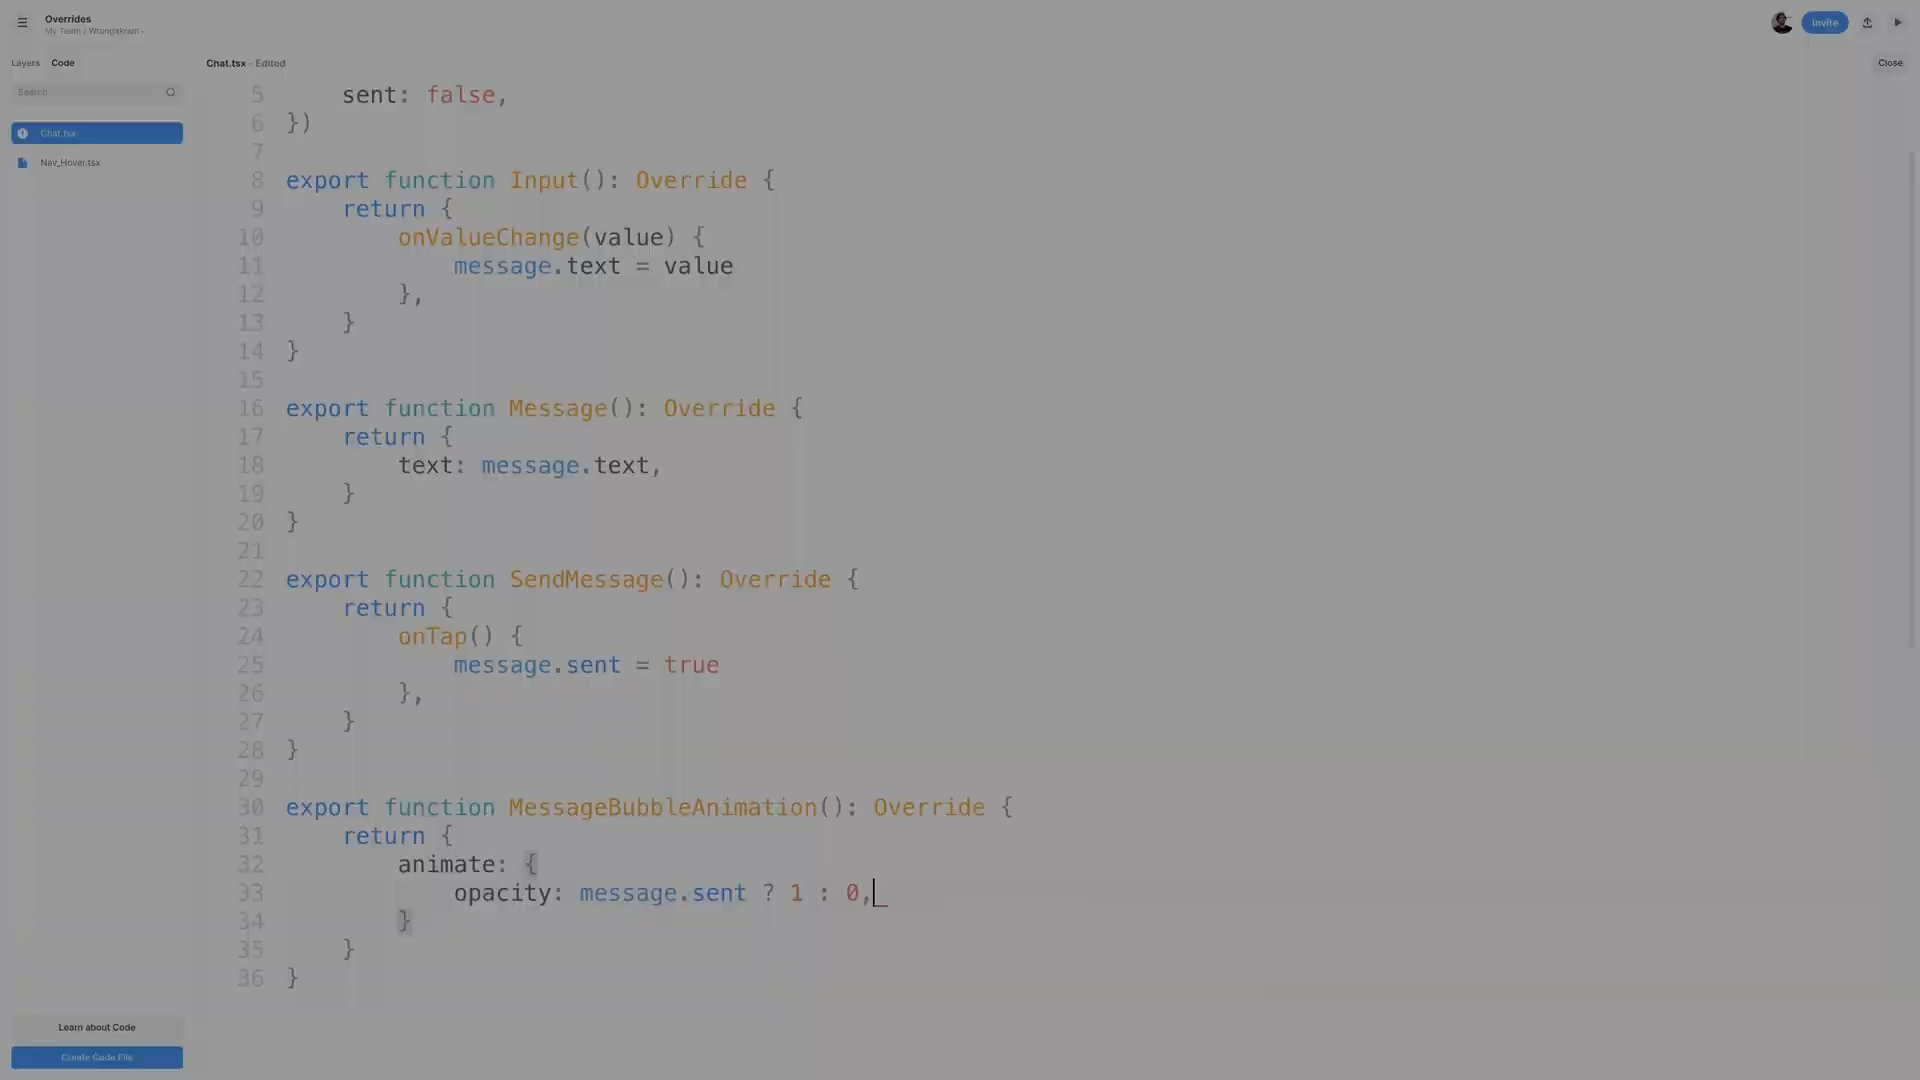 Overrides
My Team / Wrongakram
Invite
Layers Code
Chat.tsx - Edited
Close
Search
Chat.tsx
Nav_Hover.tsx
5 sent: false,
6 })
7
8 export function Input(): Override {
9 return {
10 onValueChange(value) {
11 message.text = value
12 },
13 }
14 }
15
16 export function Message(): Override {
17 return {
18 text: message.text,
19 }
20 }
21
22 export function SendMessage(): Override {
23 return {
24 onTap() {
25 message.sent = true
26 },
27 }
28 }
29
30 export function MessageBubbleAnimation(): Override {
31 return {
32 animate: {
33 opacity: message.sent ? 1 : 0,
34 }
35 }
36 }
Learn about Code
Create Code File